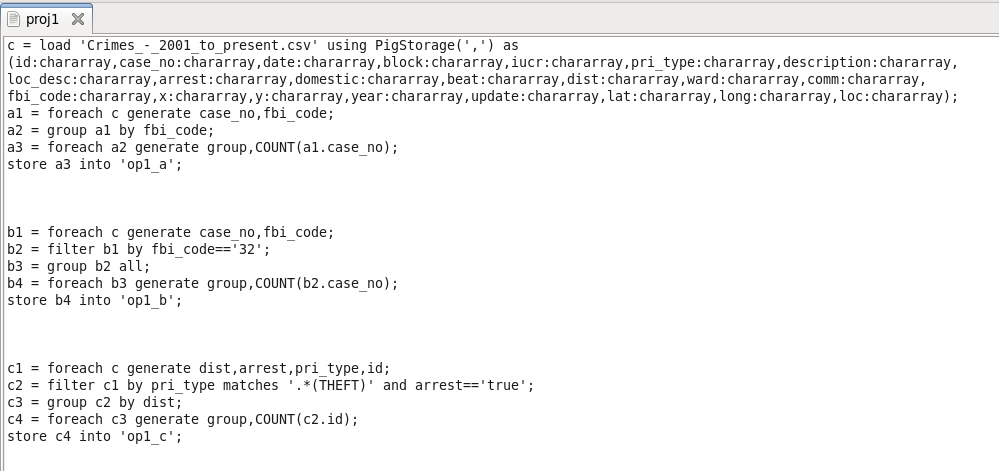 proj1
c = load 'Crimes_-_2001_to_present.csv' using PigStorage(',') as
(id:chararray,case_no:chararray,date:chararray,block:chararray,iucr:chararray,pri_type:chararray,description:chararray,
loc_desc:chararray,arrest:chararray,domestic:chararray,beat:chararray,dist:chararray,ward:chararray,comm:chararray,
fbi_code:chararray,x:chararray,y:chararray,year:chararray,update:chararray,lat:chararray,long:chararray,loc:chararray);
a1 = foreach c generate case_no,fbi_code;
a2 = group a1 by fbi_code;
a3 = foreach a2 generate group,COUNT(a1.case_no);
store a3 into 'op1_a';
b1 = foreach c generate case_no,fbi_code;
b2 = filter b1 by fbi_code=='32';
b3 = group b2 all;
b4 = foreach b3 generate group,COUNT(b2.case_no);
store b4 into 'op1_b';
c1 = foreach c generate dist,arrest,pri_type,id;
c2 = filter c1 by pri_type matches '.*(THEFT)' and arrest=='true';
c3 = group c2 by dist;
c4 = foreach c3 generate group,COUNT(c2.id);
store c4 into 'op1_c';